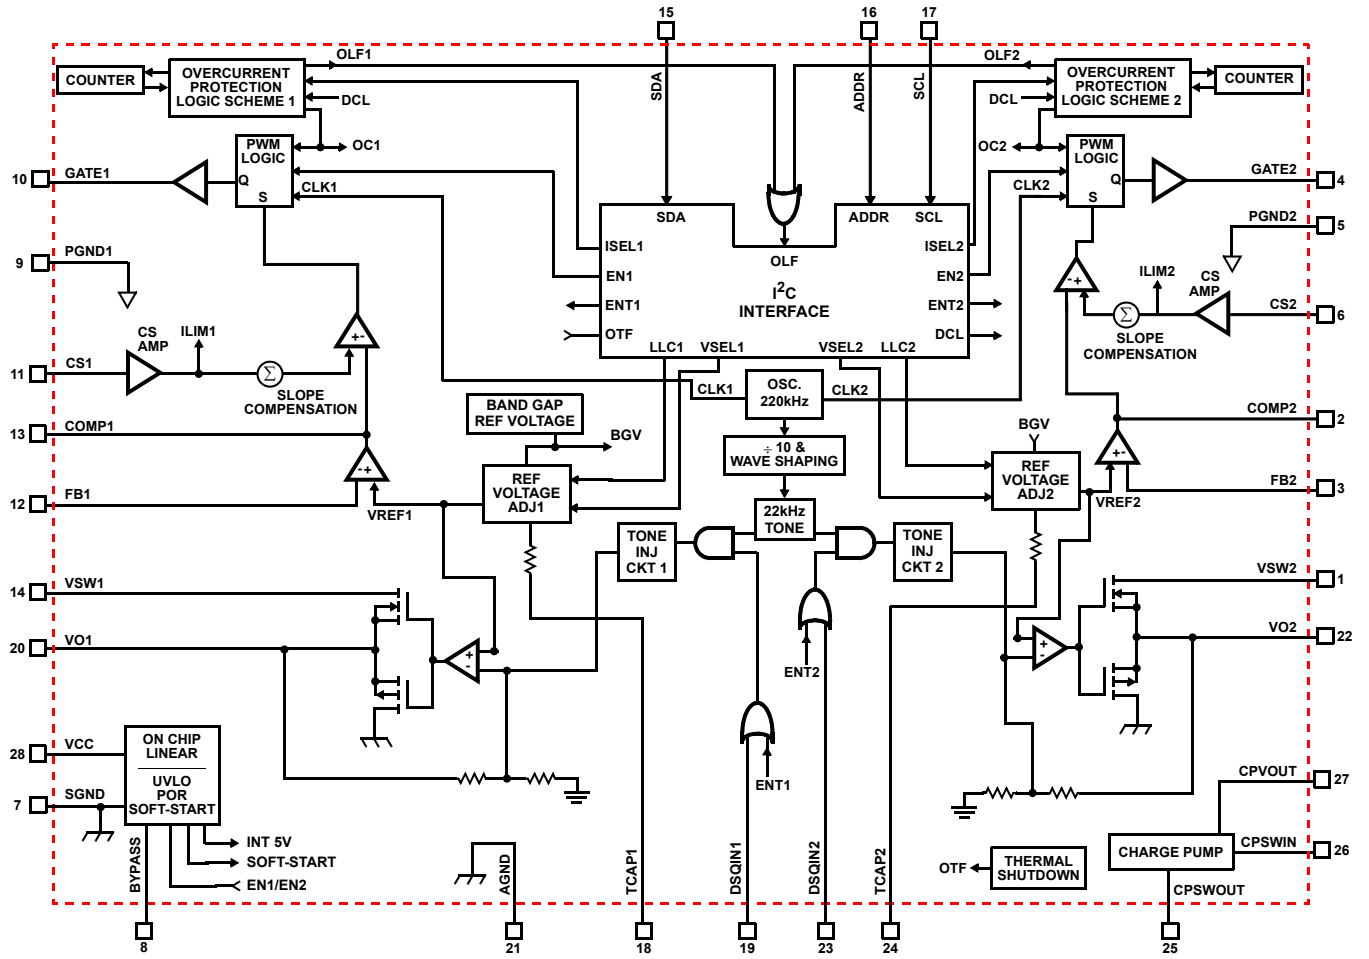 15
16
17
OLF1
OLF2
COUNTER
OVERCURRENT
PROTECTION
LOGIC SCHEME 1
DCL
SDA
ADDR
SCL
DCL
OVERCURRENT
PROTECTION
LOGIC SCHEME 2
COUNTER
PWM
LOGIC
Q
S
OC1
CLK1
OC2
CLK2
PWM
LOGIC
Q
S
10
GATE1
GATE2
4
9
PGND1
PGND2
5
SDA
ADDR
SCL
ISEL1
EN1
ENT1
OTF
OLF
I2C
INTERFACE
ISEL2
EN2
ENT2
DCL
LLC1
VSEL1
VSEL2
LLC2
11
CS1
CS
AMP
ILIM1
+-
Σ
SLOPE
COMPENSATION
-+
ILIM2
CS
AMP
CS2
6
Σ
SLOPE
COMPENSATION
13
COMP1
COMP2
2
CLK1
OSC.
220kHz
CLK2
BAND GAP
REF VOLTAGE
BGV
÷ 10 &
WAVE SHAPING
BGV
12
FB1
-+
VREF1
REF
VOLTAGE
ADJ1
REF
VOLTAGE
ADJ2
+-
VREF2
FB2
3
22kHz
TONE
TONE
INJ
CKT 1
TONE
INJ
CKT 2
14
VSW1
VSW2
1
20
VO1
VO2
22
+
-
+
-
ENT2
ENT1
28
VCC
ON CHIP
LINEAR
UVLO
POR
SOFT-START
7
SGND
INT 5V
SOFT-START
EN1/EN2
BYPASS
AGND
TCAP1
DSQIN1
DSQIN2
TCAP2
OTF
THERMAL
SHUTDOWN
CHARGE PUMP
CPVOUT
27
CPSWIN
26
CPSWOUT
8
21
18
19
23
24
25